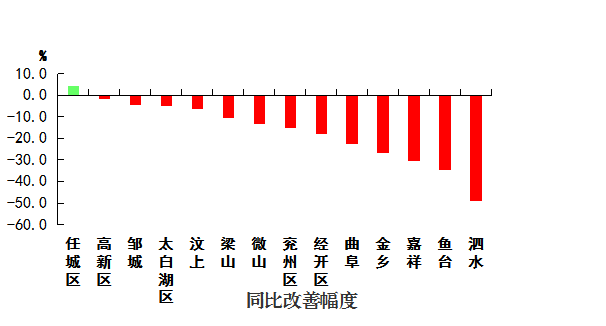 %
10.0
0.0
-10.0
-20.0
-30.0
-40.0
-50.0
-60.0
任城区
高新区
邹城
太白湖区
汶上
梁山
微山
兖州区
经开区
曲阜
金乡
嘉祥
鱼台
泗水
同比改善幅度